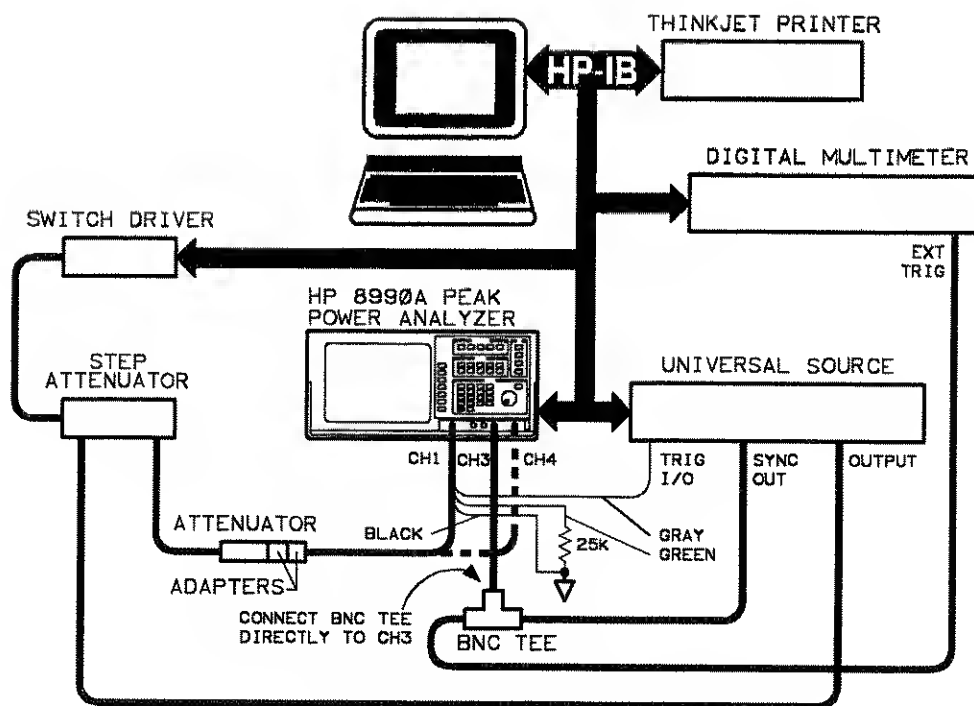 THINKJET PRINTER
HP-IB
DIGITAL MULTIMETER
SWITCH DRIVER
EXT
TRIG
HP 8990A PEAK
POWER ANALYZER
STEP
ATTENUATOR
UNIVERSAL SOURCE
CH1
CH3
CH4
TRIG
I/O
SYNC
OUT
OUTPUT
ATTENUATOR
BLACK
GRAY
GREEN
25K
ADAPTERS
CONNECT BNC TEE
DIRECTLY TO CH3
BNC TEE